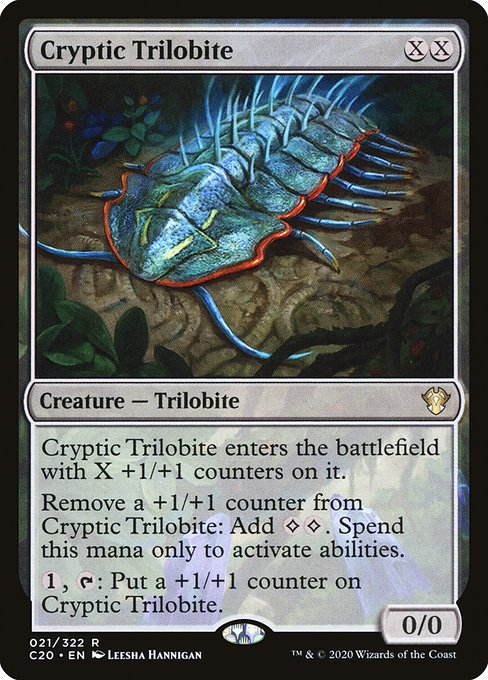 Cryptic Trilobite XX
Creature — Trilobite
Cryptic Trilobite enters the battlefield
with X +1/+1 counters on it.
Remove a +1/+1 counter from
Cryptic Trilobite: Add ◇◇. Spend
this mana only to activate abilities.
1, T: Put a +1/+1 counter on
Cryptic Trilobite.
0/0
021/322 R
C20 • EN LEESHA HANNIGAN ™ & © 2020 Wizards of the Coast